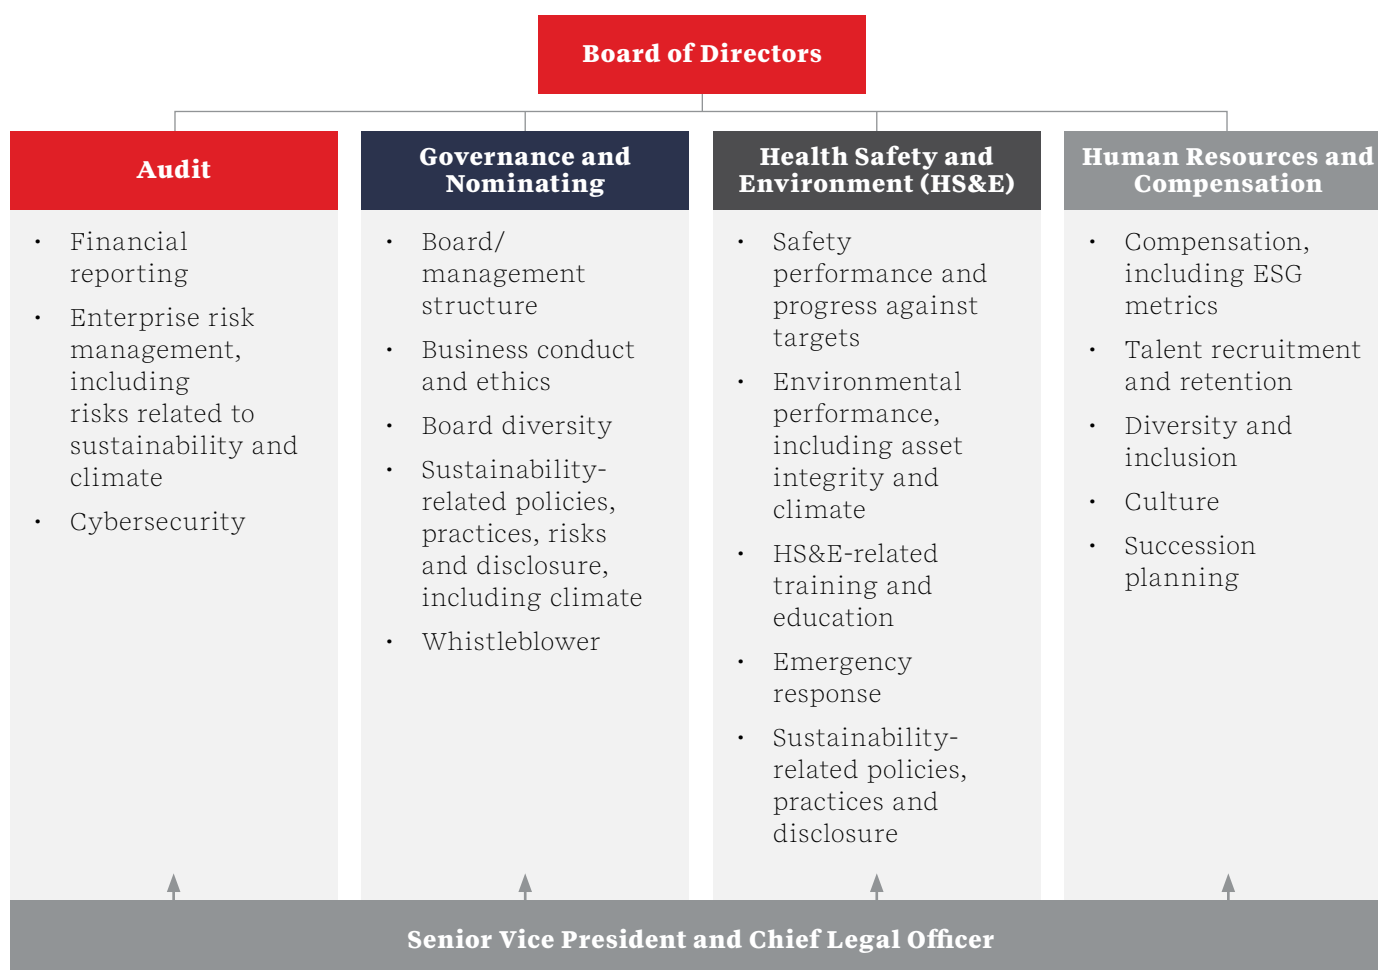 Board of Directors
Audit
• Financial
reporting
• Enterprise risk
management,
including
risks related to
sustainability and
climate
• Cybersecurity
Governance and
Nominating
• Board/
management
structure
• Business conduct
and ethics
• Board diversity
• Sustainability-
related policies,
practices, risks
and disclosure,
including climate
• Whistleblower
Health Safety and
Environment (HS&E)
• Safety
performance and
progress against
targets
• Environmental
performance,
including asset
integrity and
climate
• HS&E-related
training and
education
• Emergency
response
• Sustainability-
related policies,
practices and
disclosure
Human Resources and
Compensation
• Compensation,
including ESG
metrics
• Talent recruitment
and retention
• Diversity and
inclusion
• Culture
• Succession
planning
Senior Vice President and Chief Legal Officer